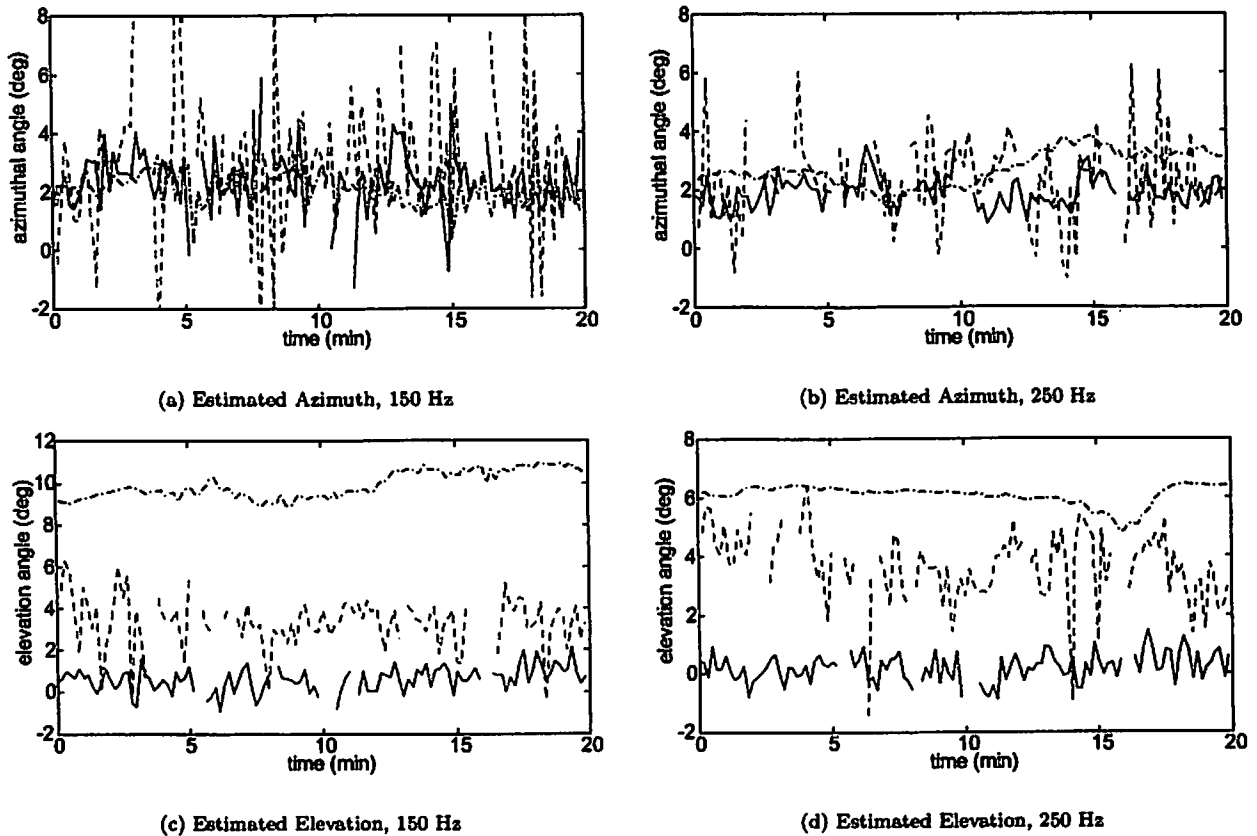 8
6
4
2
0
-2
azimuthal angle (deg)
0 5 10 15 20
time (min)
(a) Estimated Azimuth, 150 Hz
8
6
4
2
0
-2
azimuthal angle (deg)
0 5 10 15 20
time (min)
(b) Estimated Azimuth, 250 Hz
12
10
8
6
4
2
0
-2
elevation angle (deg)
0 5 10 15 20
time (min)
(c) Estimated Elevation, 150 Hz
8
6
4
2
0
-2
elevation angle (deg)
0 5 10 15 20
time (min)
(d) Estimated Elevation, 250 Hz